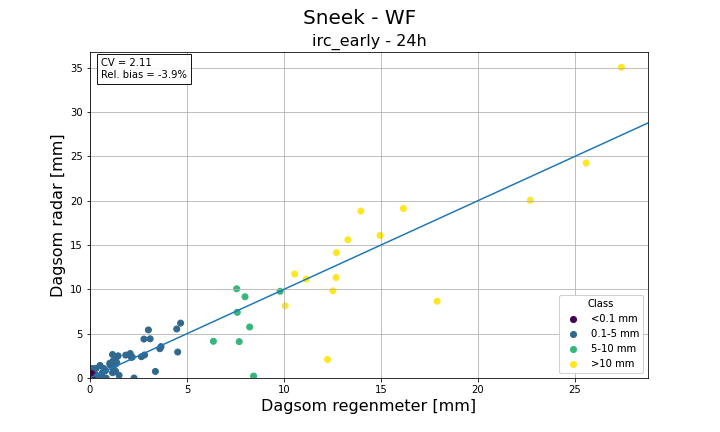 Sneek - WF
irc_early - 24h
CV = 2.11
Rel. bias = -3.9%
Dagsom radar [mm]
35
30
25
20
15
10
5
0
0
5
10
15
20
25
Dagsom regenmeter [mm]
Class
<0.1 mm
0.1-5 mm
5-10 mm
>10 mm